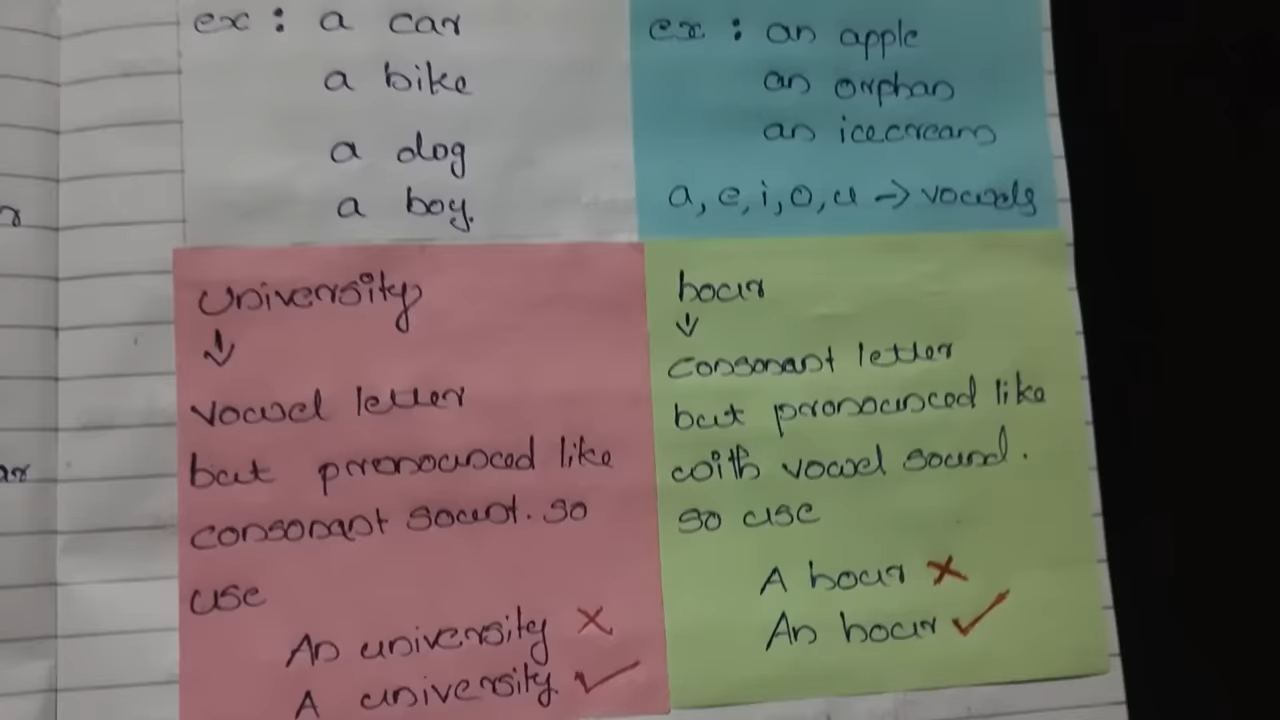 ex : a car
a bike
a dog
a boy.
ex : an apple
an orphan
an icecream
a, e, i, o, u → vowels
University
↓
vowel letter
but pronounced like
consonant sount. so
use
An university ✗
A university. ✓
hour
↓
consonant letter
but pronounced like
with vowel sound.
so use
A hour ✗
An hour ✓